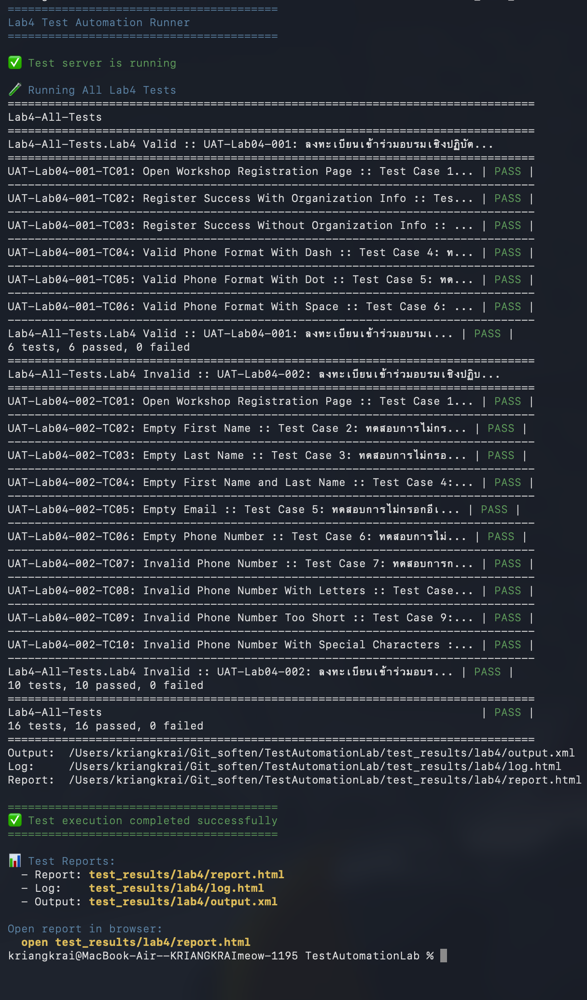 ========================================
Lab4 Test Automation Runner
========================================
✅ Test server is running
🧪 Running All Lab4 Tests
==============================================================================
Lab4-All-Tests
==============================================================================
Lab4-All-Tests.Lab4 Valid :: UAT-Lab04-001: ลงทะเบียนเข้าร่วมอบรมเชิงปฏิบัต...
==============================================================================
UAT-Lab04-001-TC01: Open Workshop Registration Page :: Test Case 1... | PASS |
------------------------------------------------------------------------------
UAT-Lab04-001-TC02: Register Success With Organization Info :: Tes... | PASS |
------------------------------------------------------------------------------
UAT-Lab04-001-TC03: Register Success Without Organization Info :: ... | PASS |
------------------------------------------------------------------------------
UAT-Lab04-001-TC04: Valid Phone Format With Dash :: Test Case 4: ท... | PASS |
------------------------------------------------------------------------------
UAT-Lab04-001-TC05: Valid Phone Format With Dot :: Test Case 5: ทด... | PASS |
------------------------------------------------------------------------------
UAT-Lab04-001-TC06: Valid Phone Format With Space :: Test Case 6: ... | PASS |
------------------------------------------------------------------------------
Lab4-All-Tests.Lab4 Valid :: UAT-Lab04-001: ลงทะเบียนเข้าร่วมอบรมเ... | PASS |
6 tests, 6 passed, 0 failed
==============================================================================
Lab4-All-Tests.Lab4 Invalid :: UAT-Lab04-002: ลงทะเบียนเข้าร่วมอบรมเชิงปฏิบ...
==============================================================================
UAT-Lab04-002-TC01: Open Workshop Registration Page :: Test Case 1... | PASS |
------------------------------------------------------------------------------
UAT-Lab04-002-TC02: Empty First Name :: Test Case 2: ทดสอบการไม่กร... | PASS |
------------------------------------------------------------------------------
UAT-Lab04-002-TC03: Empty Last Name :: Test Case 3: ทดสอบการไม่กรอ... | PASS |
------------------------------------------------------------------------------
UAT-Lab04-002-TC04: Empty First Name and Last Name :: Test Case 4:... | PASS |
------------------------------------------------------------------------------
UAT-Lab04-002-TC05: Empty Email :: Test Case 5: ทดสอบการไม่กรอกอีเ... | PASS |
------------------------------------------------------------------------------
UAT-Lab04-002-TC06: Empty Phone Number :: Test Case 6: ทดสอบการไม่... | PASS |
------------------------------------------------------------------------------
UAT-Lab04-002-TC07: Invalid Phone Number :: Test Case 7: ทดสอบการก... | PASS |
------------------------------------------------------------------------------
UAT-Lab04-002-TC08: Invalid Phone Number With Letters :: Test Case... | PASS |
------------------------------------------------------------------------------
UAT-Lab04-002-TC09: Invalid Phone Number Too Short :: Test Case 9:... | PASS |
------------------------------------------------------------------------------
UAT-Lab04-002-TC10: Invalid Phone Number With Special Characters :... | PASS |
------------------------------------------------------------------------------
Lab4-All-Tests.Lab4 Invalid :: UAT-Lab04-002: ลงทะเบียนเข้าร่วมอบร... | PASS |
10 tests, 10 passed, 0 failed
==============================================================================
Lab4-All-Tests                                                        | PASS |
16 tests, 16 passed, 0 failed
==============================================================================
Output:  /Users/kriangkrai/Git_soften/TestAutomationLab/test_results/lab4/output.xml
Log:     /Users/kriangkrai/Git_soften/TestAutomationLab/test_results/lab4/log.html
Report:  /Users/kriangkrai/Git_soften/TestAutomationLab/test_results/lab4/report.html
========================================
✅ Test execution completed successfully
========================================
📊 Test Reports:
  - Report: test_results/lab4/report.html
  - Log:    test_results/lab4/log.html
  - Output: test_results/lab4/output.xml
Open report in browser:
  open test_results/lab4/report.html
kriangkrai@MacBook-Air--KRIANGKRAImeow-1195 TestAutomationLab %